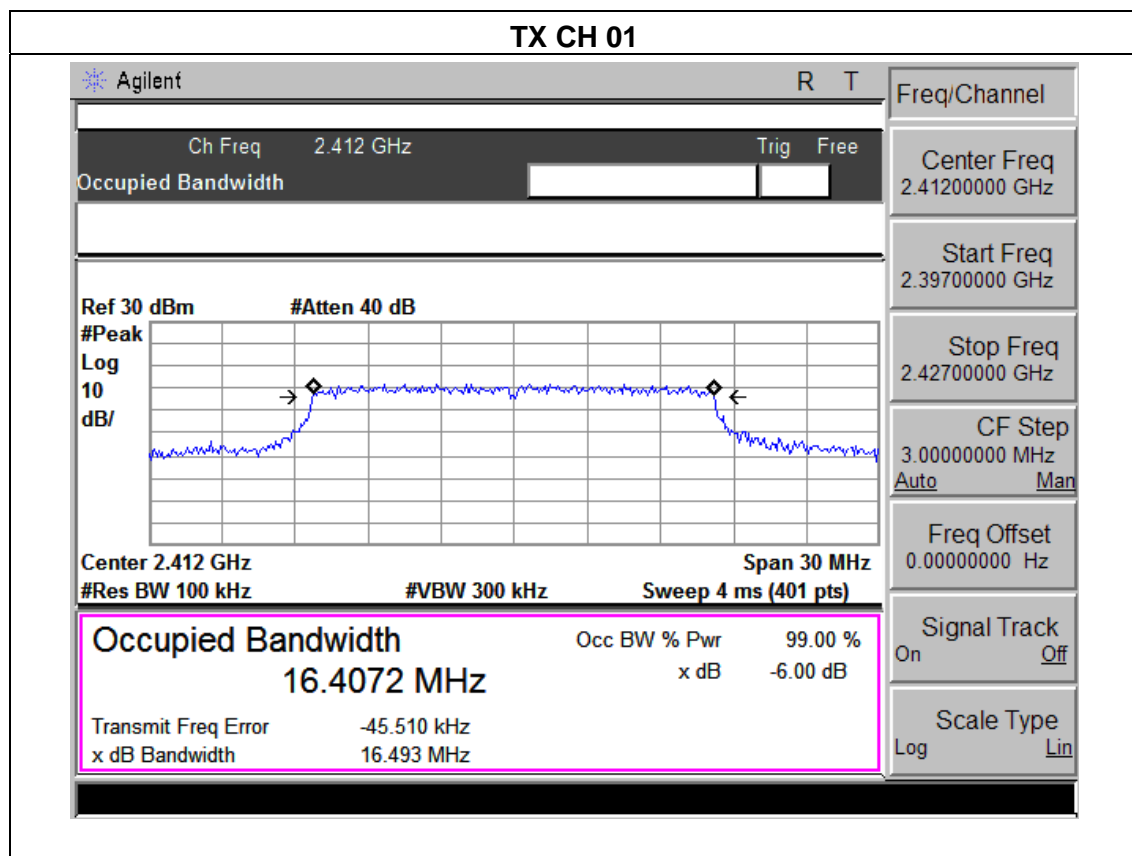 TX CH 01
Agilent R T
Ch Freq 2.412 GHz Trig Free
Occupied Bandwidth
Ref 30 dBm #Atten 40 dB
#Peak
Log
10
dB/
Center 2.412 GHz Span 30 MHz
#Res BW 100 kHz #VBW 300 kHz Sweep 4 ms (401 pts)
Occupied Bandwidth Occ BW % Pwr 99.00 %
16.4072 MHz x dB -6.00 dB
Transmit Freq Error -45.510 kHz
x dB Bandwidth 16.493 MHz
Freq/Channel
Center Freq
2.41200000 GHz
Start Freq
2.39700000 GHz
Stop Freq
2.42700000 GHz
CF Step
3.00000000 MHz
Auto Man
Freq Offset
0.00000000 Hz
Signal Track
On Off
Scale Type
Log Lin